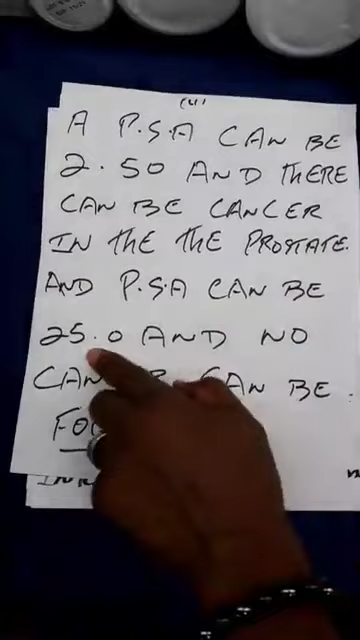 A P.S.A CAN BE
2.50 AND THERE
CAN BE CANCER
IN THE THE PROSTATE.
AND P.S.A CAN BE
25.0 AND NO
CAN BE